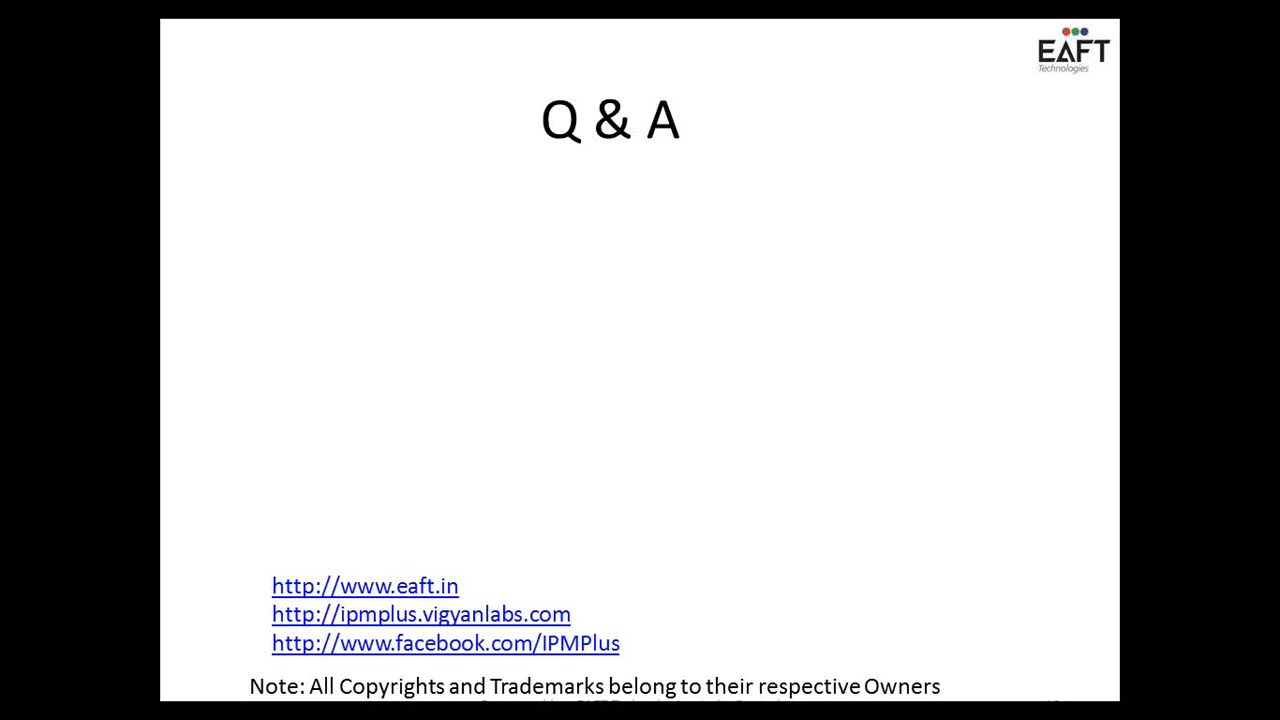 EAFT
Technologies
Q & A
http://www.eaft.in
http://ipmplus.vigyanlabs.com
http://www.facebook.com/IPMPlus
Note: All Copyrights and Trademarks belong to their respective Owners